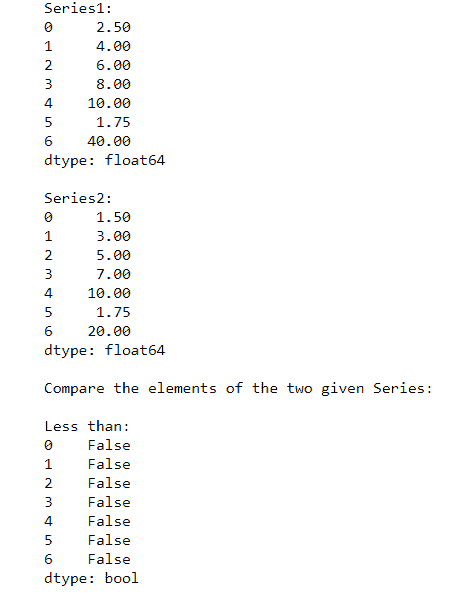 Series1:
0     2.50
1     4.00
2     6.00
3     8.00
4    10.00
5     1.75
6    40.00
dtype: float64
Series2:
0     1.50
1     3.00
2     5.00
3     7.00
4    10.00
5     1.75
6    20.00
dtype: float64
Compare the elements of the two given Series:
Less than:
0    False
1    False
2    False
3    False
4    False
5    False
6    False
dtype: bool